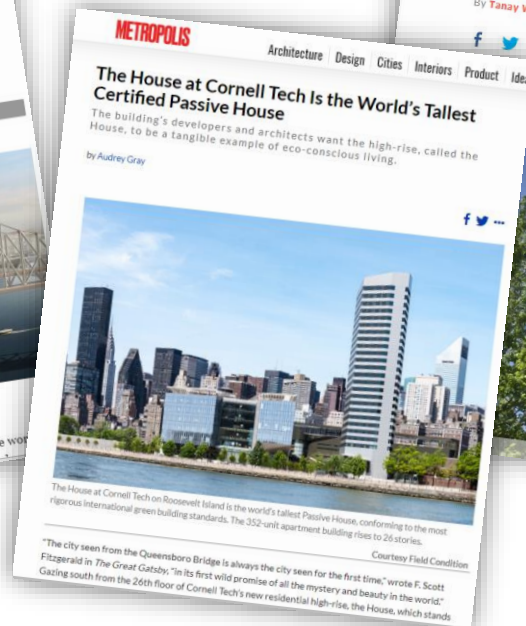 By Tanay
METROPOLIS
Architecture Design Cities Interiors Product
The House at Cornell Tech Is the World's Tallest
Certified Passive House
The building's developers and architects want the high-rise, called the
House, to be a tangible example of eco-conscious living.
by Audrey Gray
The House at Cornell Tech on Roosevelt Island is the world's tallest Passive House, conforming to the most
rigorous international green building standards. The 352-unit apartment building rises to 26 stories.
Courtesy Field Condition
"The city seen from the Queensboro Bridge is always the city seen for the first time," wrote F. Scott
Fitzgerald in The Great Gatsby, "in its first wild promise of all the mystery and beauty in the world."
Gazing south from the 26th floor of Cornell Tech's new residential high-rise, the House, which stands